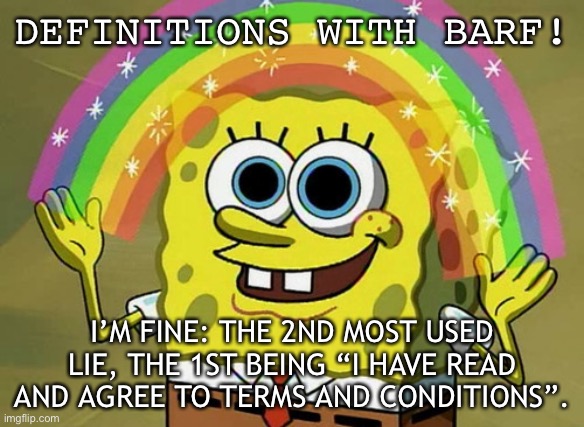 DEFINITIONS WITH BARF!
I’M FINE: THE 2ND MOST USED
LIE, THE 1ST BEING “I HAVE READ
AND AGREE TO TERMS AND CONDITIONS”.
imgflip.com